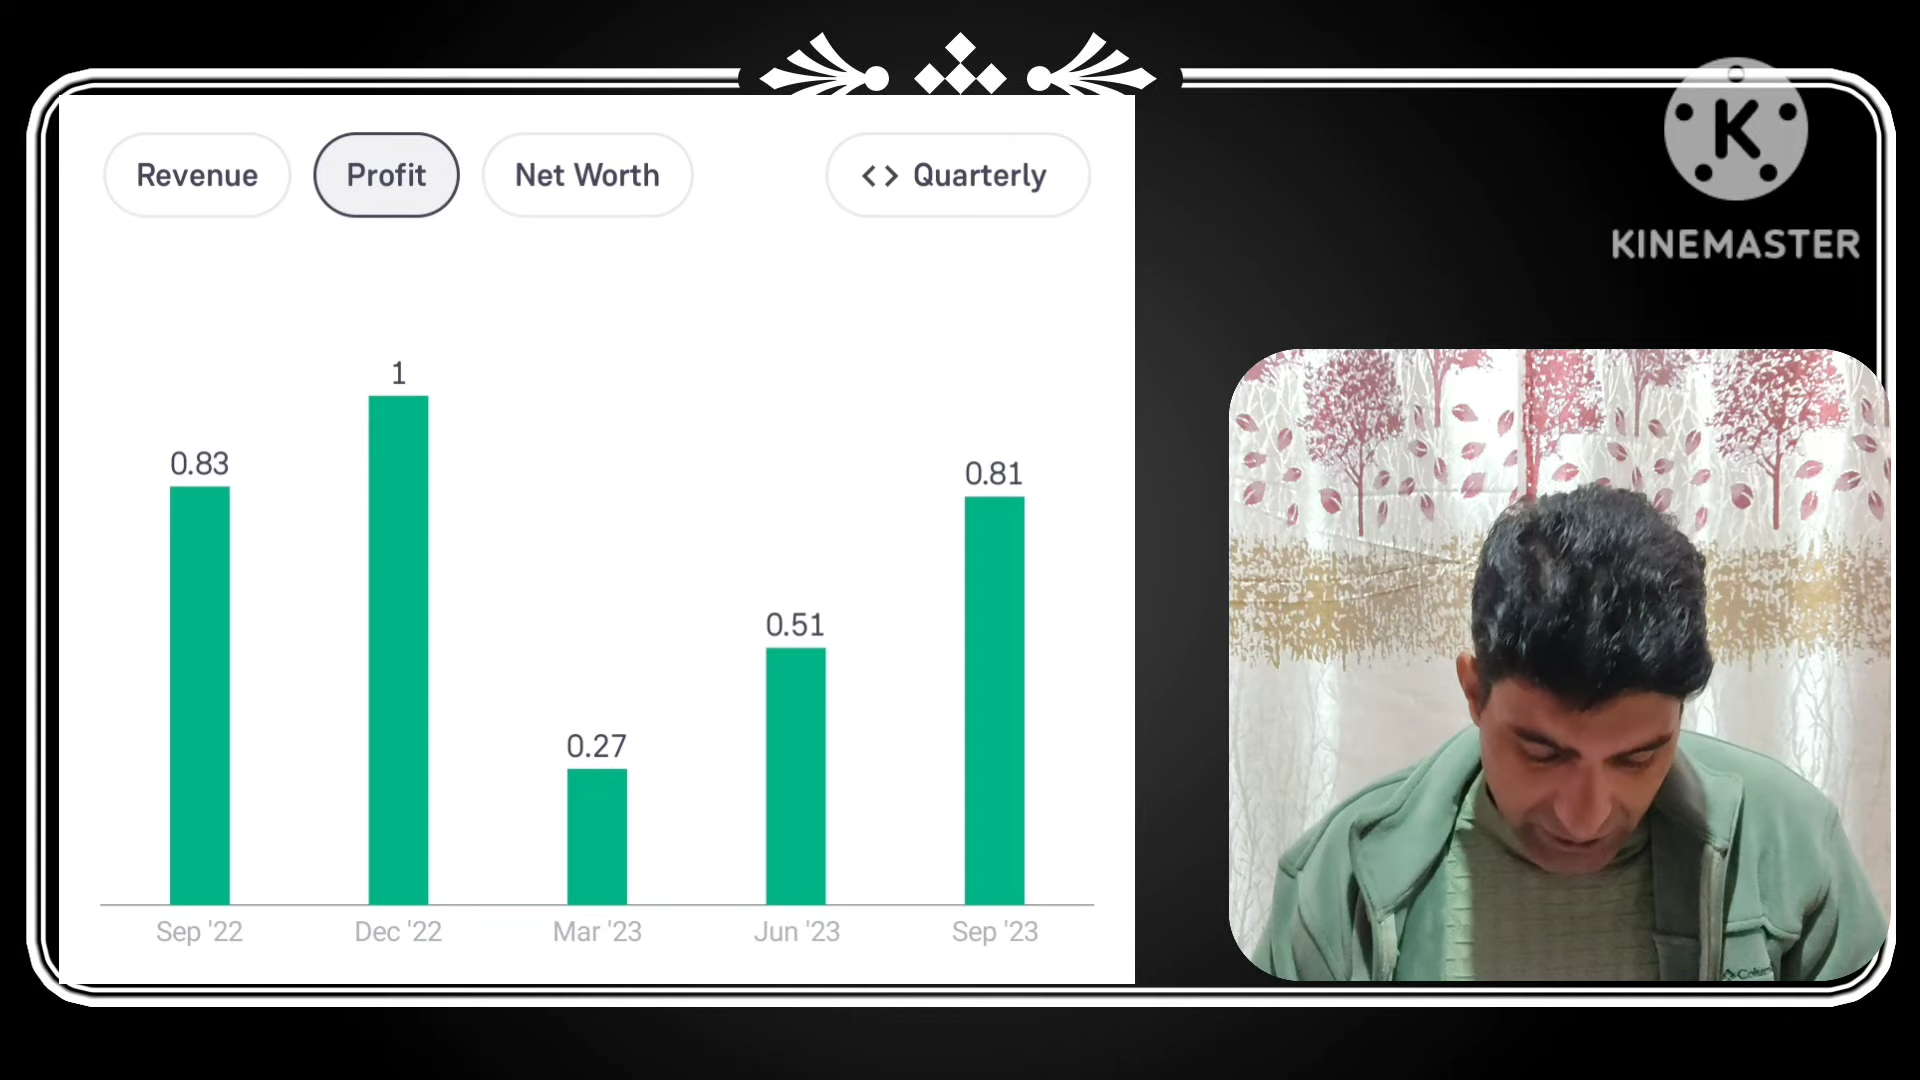 Revenue
Profit
Net Worth
<> Quarterly
K
KINEMASTER
1
0.83
0.81
0.51
0.27
Sep '22
Dec '22
Mar '23
Jun '23
Sep '23